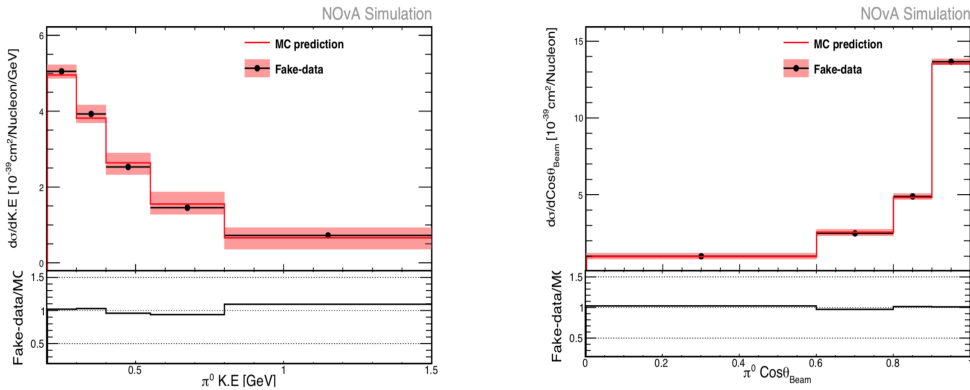 NOvA Simulation
MC prediction
Fake-data
dσ/dK.E [10⁻³⁹cm²/Nucleon/GeV]
6
4
2
0
Fake-data/MC
1.5
1
0.5
0.5
1
1.5
π⁰ K.E [GeV]
NOvA Simulation
MC prediction
Fake-data
dσ/dCosθBeam [10⁻³⁹cm²/Nucleon]
15
10
5
Fake-data/MC
1.5
1
0.5
0
0.2
0.4
0.6
0.8
1
π⁰ CosθBeam